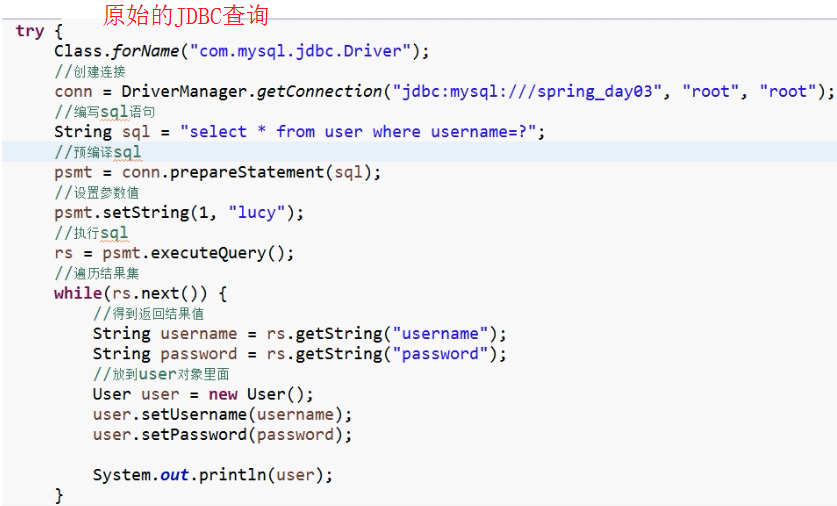 原始的JDBC查询
try {
    Class.forName("com.mysql.jdbc.Driver");
    //创建连接
    conn = DriverManager.getConnection("jdbc:mysql:///spring_day03", "root", "root");
    //编写sql语句
    String sql = "select * from user where username=?";
    //预编译sql
    psmt = conn.prepareStatement(sql);
    //设置参数值
    psmt.setString(1, "lucy");
    //执行sql
    rs = psmt.executeQuery();
    //遍历结果集
    while(rs.next()) {
        //得到返回结果值
        String username = rs.getString("username");
        String password = rs.getString("password");
        //放到user对象里面
        User user = new User();
        user.setUsername(username);
        user.setPassword(password);
        System.out.println(user);
    }